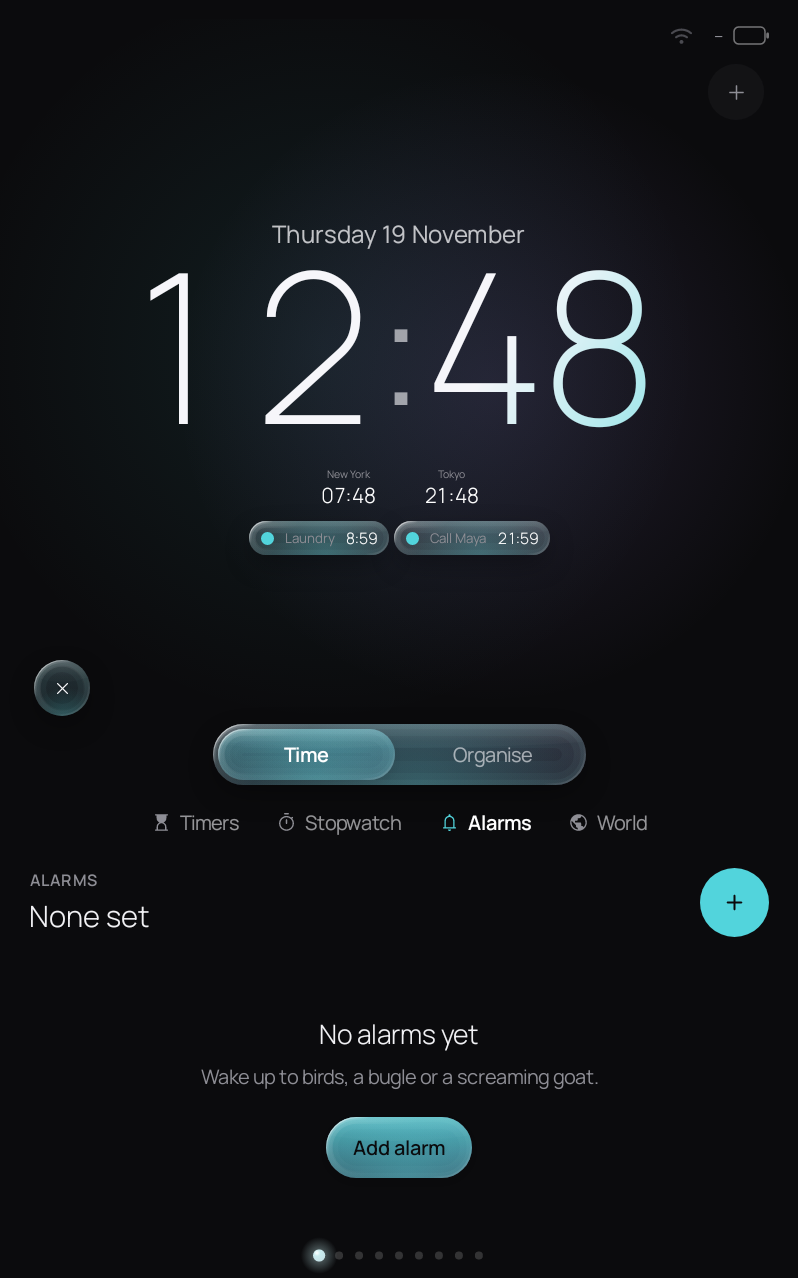 Thursday 19 November
12:48
New York Tokyo
07:48 21:48
Laundry 8:59 Call Maya 21:59
Time Organise
Timers Stopwatch Alarms World
ALARMS
None set
No alarms yet
Wake up to birds, a bugle or a screaming goat.
Add alarm